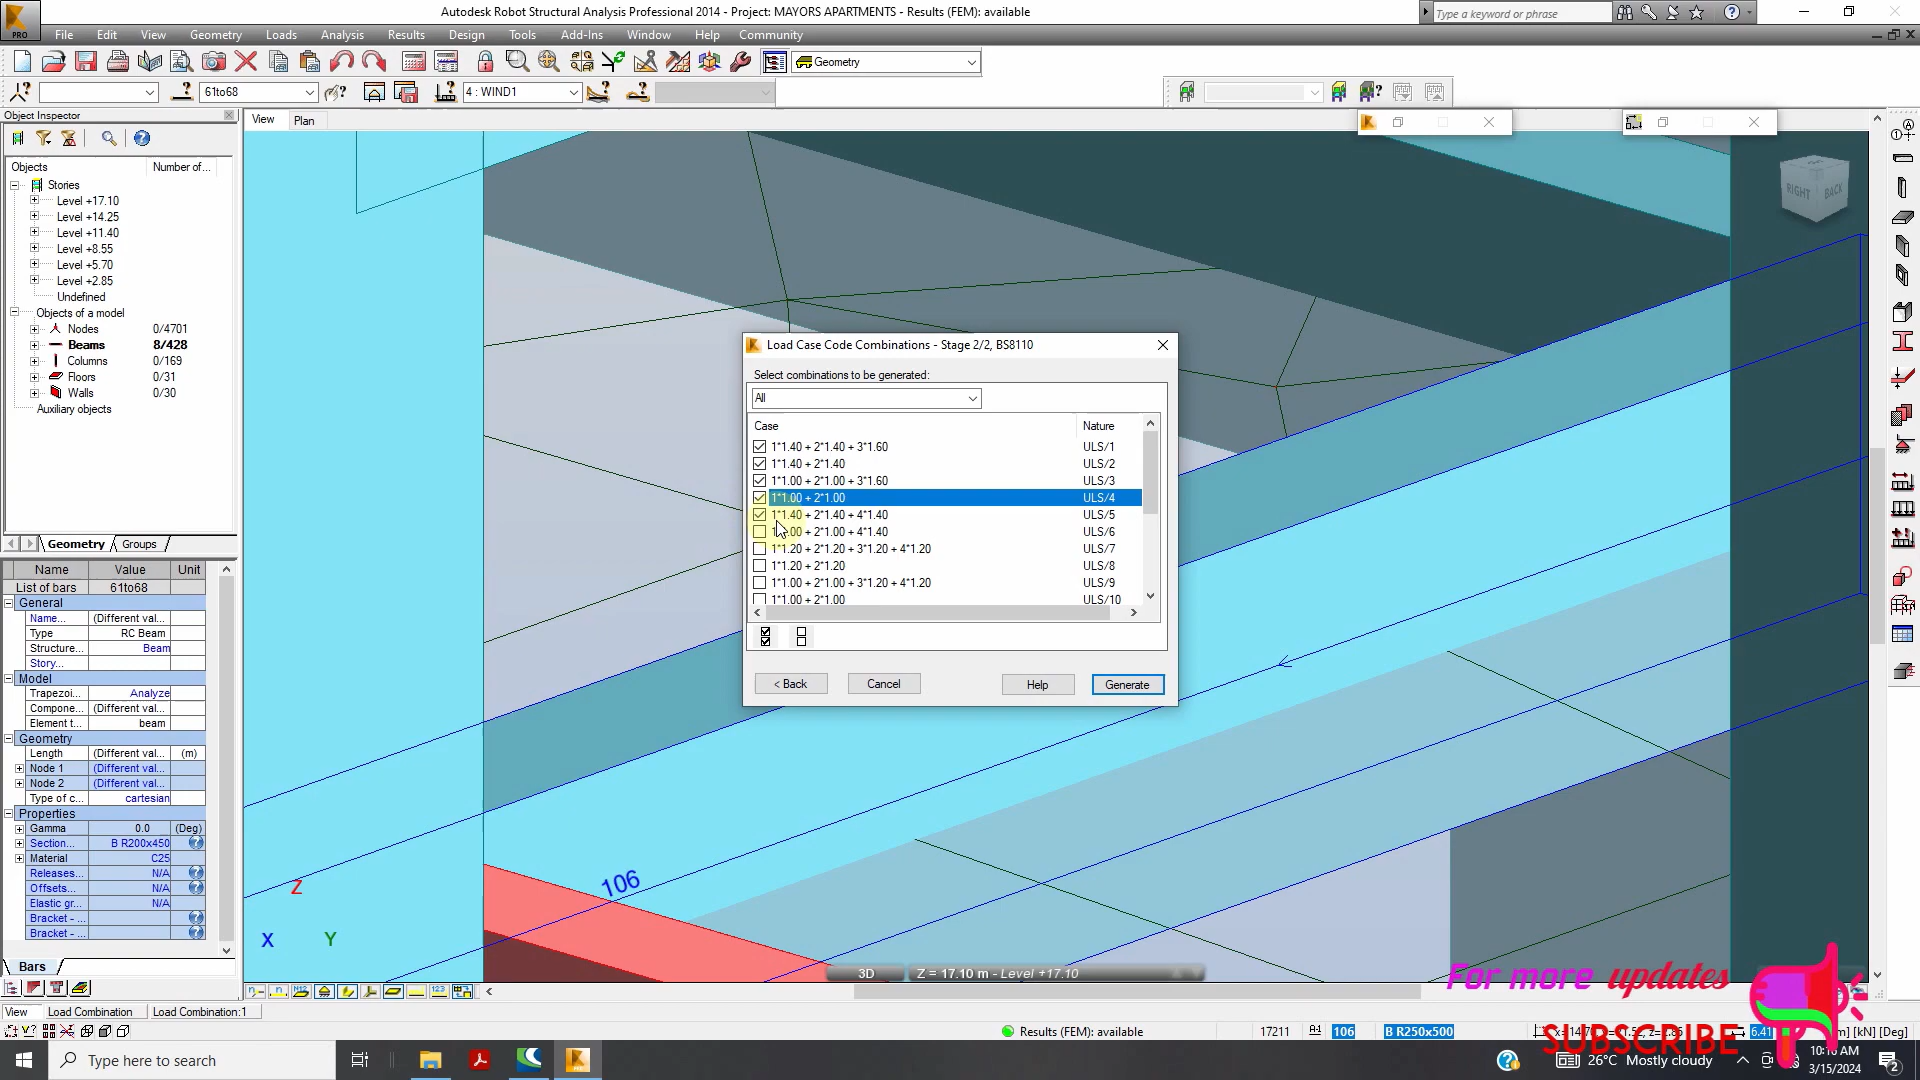 Autodesk Robot Structural Analysis Professional 2014 - Project: MAYORS APARTMENTS - Results (FEM): available
Type a keyword or phrase
PRO
File Edit View Geometry Loads Analysis Results Design Tools Add-Ins Window Help Community
Geometry
61to68
4 : WIND1
Object Inspector
View Plan
Objects Number of...
Stories
Level +17.10
Level +14.25
Level +11.40
Level +8.55
Level +5.70
Level +2.85
Undefined
Objects of a model
Nodes 0/4701
Beams 8/428
Columns 0/169
Floors 0/31
Walls 0/30
Auxiliary objects
Geometry Groups
Name Value Unit
List of bars 61to68
General
Name... (Different val...
Type RC Beam
Structure... Beam
Story...
Model
Trapezoi... Analyze
Compone... (Different val...
Element t... beam
Geometry
Length (Different val... (m)
Node 1 (Different val...
Node 2 (Different val...
Type of c... cartesian
Properties
Gamma 0.0 (Deg)
Section... B R200x450
Material C25
Releases... N/A
Offsets... N/A
Elastic gr... N/A
Bracket - ...
Bracket - ...
Bars
RIGHT BACK
Load Case Code Combinations - Stage 2/2, BS8110
Select combinations to be generated:
All
Case Nature
1*1.40 + 2*1.40 + 3*1.60 ULS/1
1*1.40 + 2*1.40 ULS/2
1*1.00 + 2*1.00 + 3*1.60 ULS/3
1*1.00 + 2*1.00 ULS/4
1*1.40 + 2*1.40 + 4*1.40 ULS/5
1*1.00 + 2*1.00 + 4*1.40 ULS/6
1*1.20 + 2*1.20 + 3*1.20 + 4*1.20 ULS/7
1*1.20 + 2*1.20 ULS/8
1*1.00 + 2*1.00 + 3*1.20 + 4*1.20 ULS/9
1*1.00 + 2*1.00 ULS/10
< Back Cancel Help Generate
106
Z
X Y
3D Z = 17.10 m - Level +17.10
For more updates
SUBSCRIBE
View Load Combination Load Combination:1
Results (FEM): available 17211 106 B R250x500 [kN] [Deg]
Type here to search
26°C Mostly cloudy
10:10 AM
3/15/2024
2